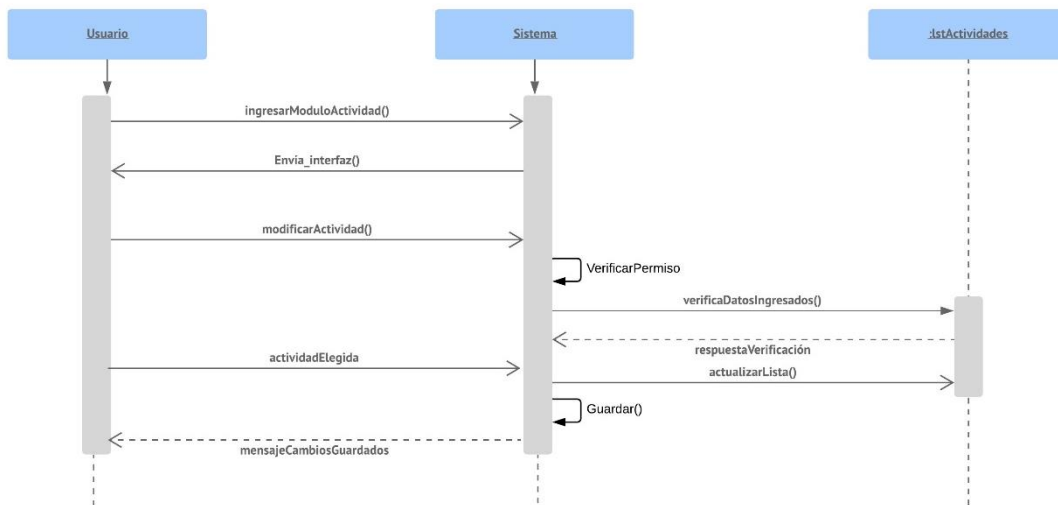 Usuario
Sistema
:lstActividades
ingresarModuloActividad()
Envia_interfaz()
modificarActividad()
VerificarPermiso
verificaDatosIngresados()
respuestaVerificación
actividadElegida
actualizarLista()
Guardar()
mensajeCambiosGuardados